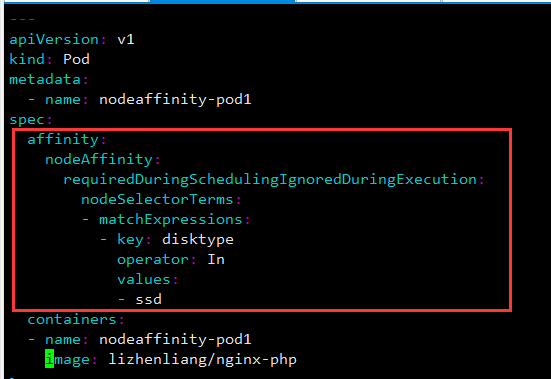 ---
apiVersion: v1
kind: Pod
metadata:
  - name: nodeaffinity-pod1
spec:
  affinity:
    nodeAffinity:
      requiredDuringSchedulingIgnoredDuringExecution:
        nodeSelectorTerms:
        - matchExpressions:
          - key: disktype
            operator: In
            values:
            - ssd
  containers:
  - name: nodeaffinity-pod1
    image: lizhenliang/nginx-php